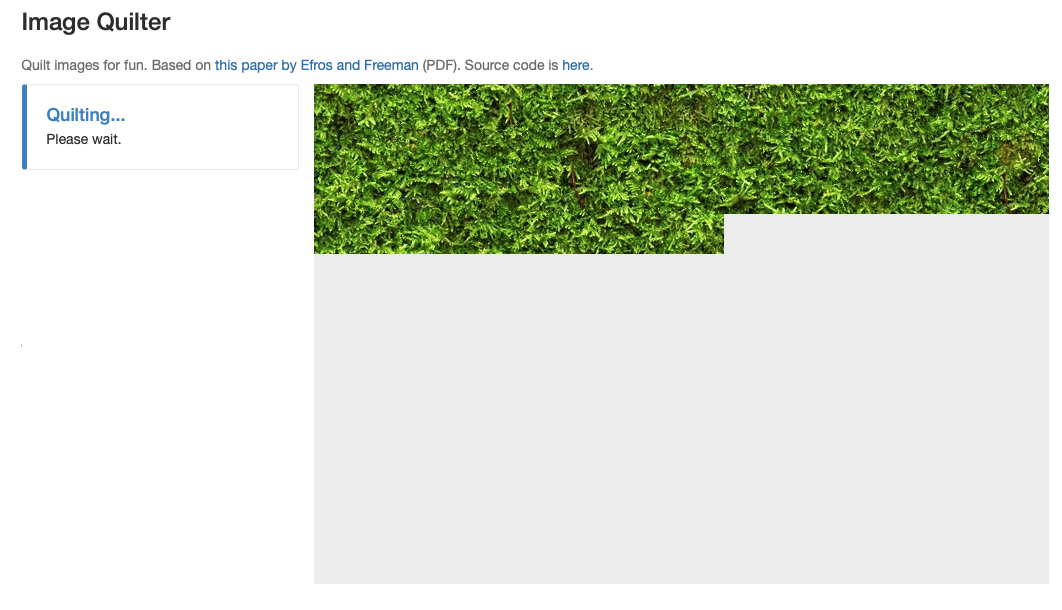 Image Quilter
Quilt images for fun. Based on this paper by Efros and Freeman (PDF). Source code is here.
Quilting...
Please wait.